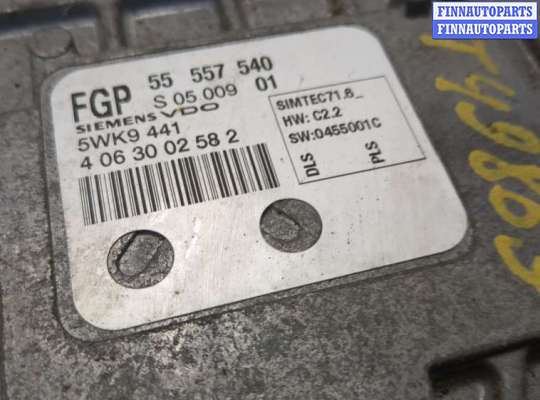 FINNAUTOPARTS
FINNAUTOPARTS
FGP 55 557 540
S 05.009 01
SIEMENS VDO
5WK9 441
4 06 30 02 58 2
SIMTEC71.6_
HW: C2.2
SW:0455001C
DLS PLS